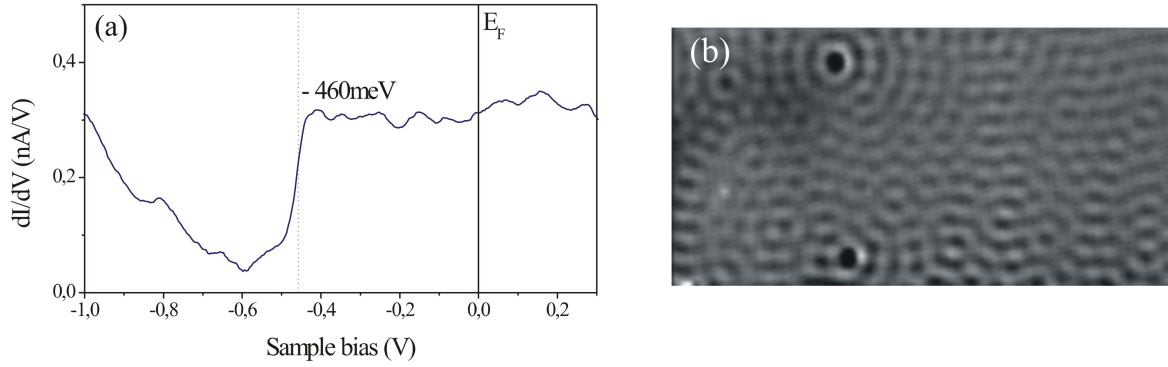 (a)
E_F
- 460meV
dI/dV (nA/V)
0,4
0,2
0,0
-1,0 -0,8 -0,6 -0,4 -0,2 0,0 0,2
Sample bias (V)
(b)